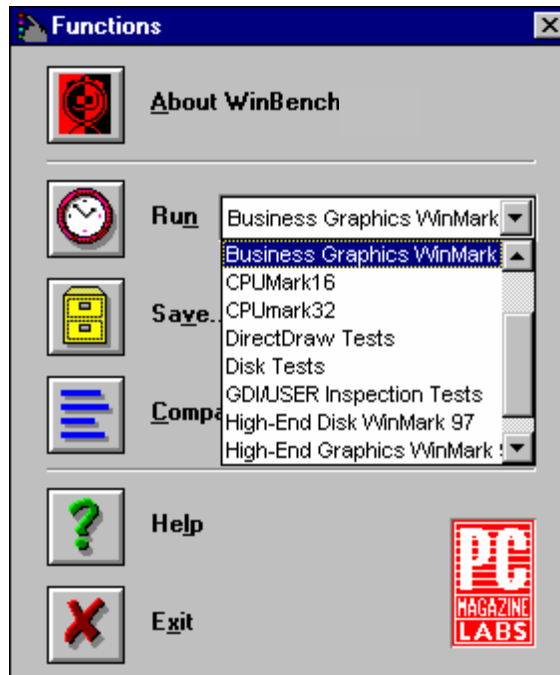 Functions
About WinBench
Run
Business Graphics WinMark
Business Graphics WinMark
CPUMark16
CPUmark32
DirectDraw Tests
Disk Tests
GDI/USER Inspection Tests
High-End Disk WinMark 97
High-End Graphics WinMark
Save..
Compa
Help
Exit
PC
MAGAZINE
LABS